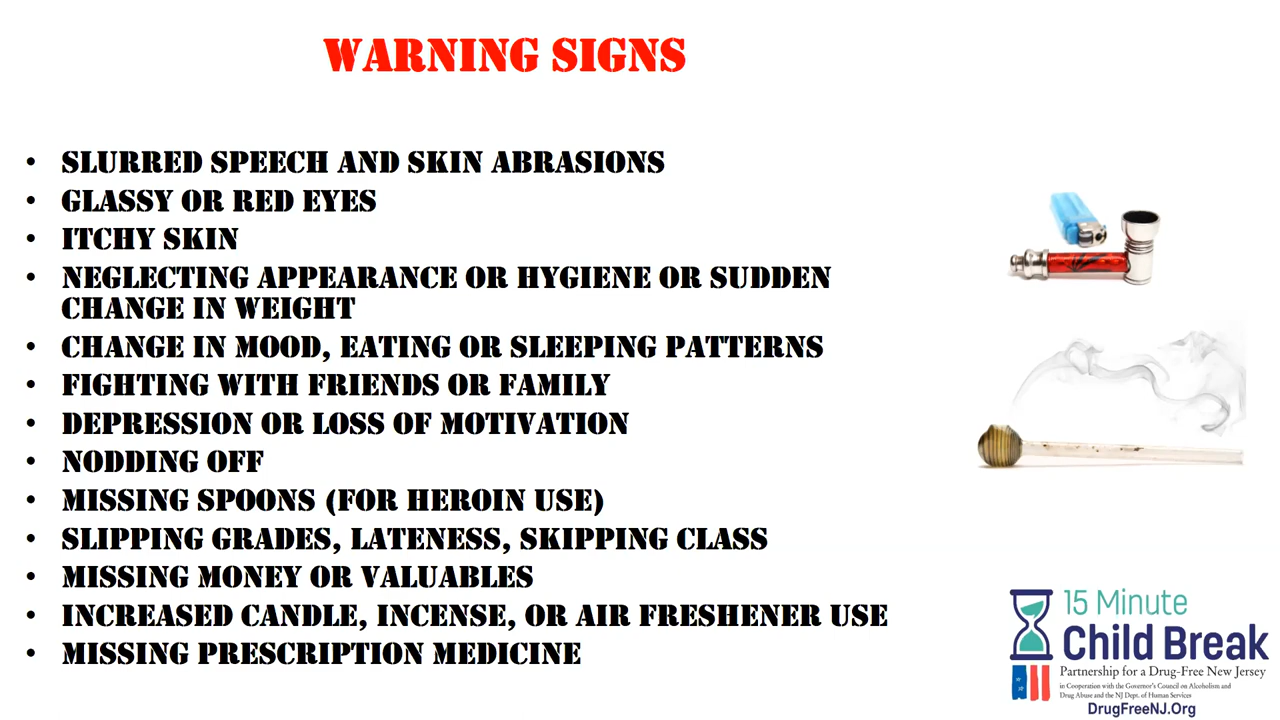 WARNING SIGNS
• SLURRED SPEECH AND SKIN ABRASIONS
• GLASSY OR RED EYES
• ITCHY SKIN
• NEGLECTING APPEARANCE OR HYGIENE OR SUDDEN
CHANGE IN WEIGHT
• CHANGE IN MOOD, EATING OR SLEEPING PATTERNS
• FIGHTING WITH FRIENDS OR FAMILY
• DEPRESSION OR LOSS OF MOTIVATION
• NODDING OFF
• MISSING SPOONS (FOR HEROIN USE)
• SLIPPING GRADES, LATENESS, SKIPPING CLASS
• MISSING MONEY OR VALUABLES
• INCREASED CANDLE, INCENSE, OR AIR FRESHENER USE
• MISSING PRESCRIPTION MEDICINE
15 Minute
Child Break
Partnership for a Drug-Free New Jersey
in Cooperation with the Governor's Council on Alcoholism and
Drug Abuse and the NJ Dept. of Human Services
DrugFreeNJ.Org